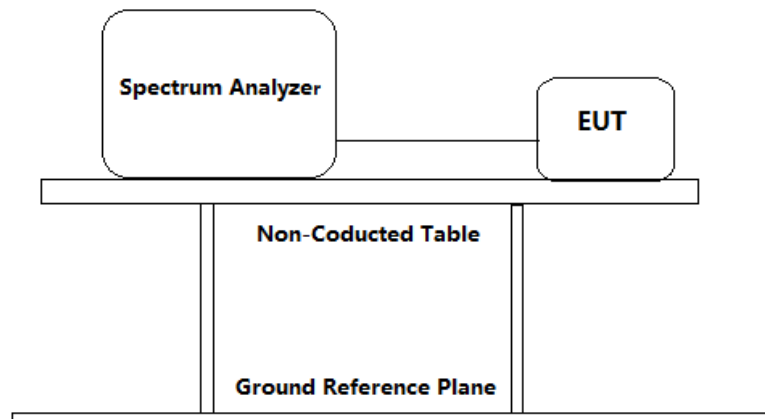 Spectrum Analyzer
EUT
Non-Coducted Table
Ground Reference Plane